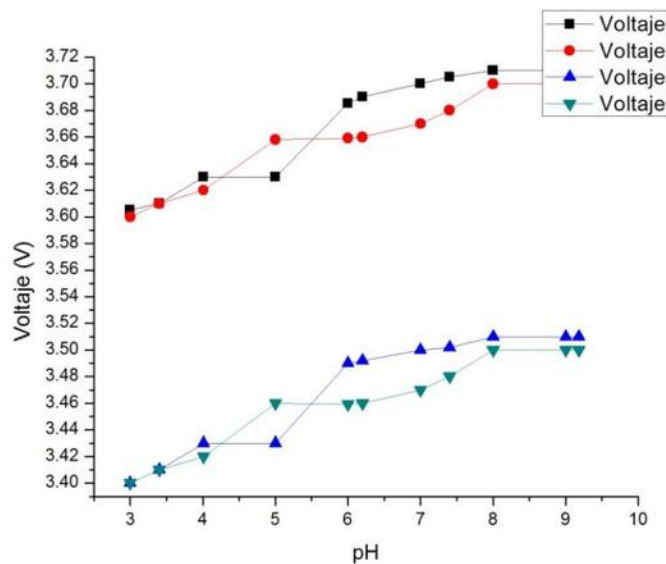 Voltaje
Voltaje
Voltaje
Voltaje
3.72
3.70
3.68
3.66
3.64
3.62
3.60
3.58
3.56
3.54
3.52
3.50
3.48
3.46
3.44
3.42
3.40
Voltaje (V)
3 4 5 6 7 8 9 10
pH